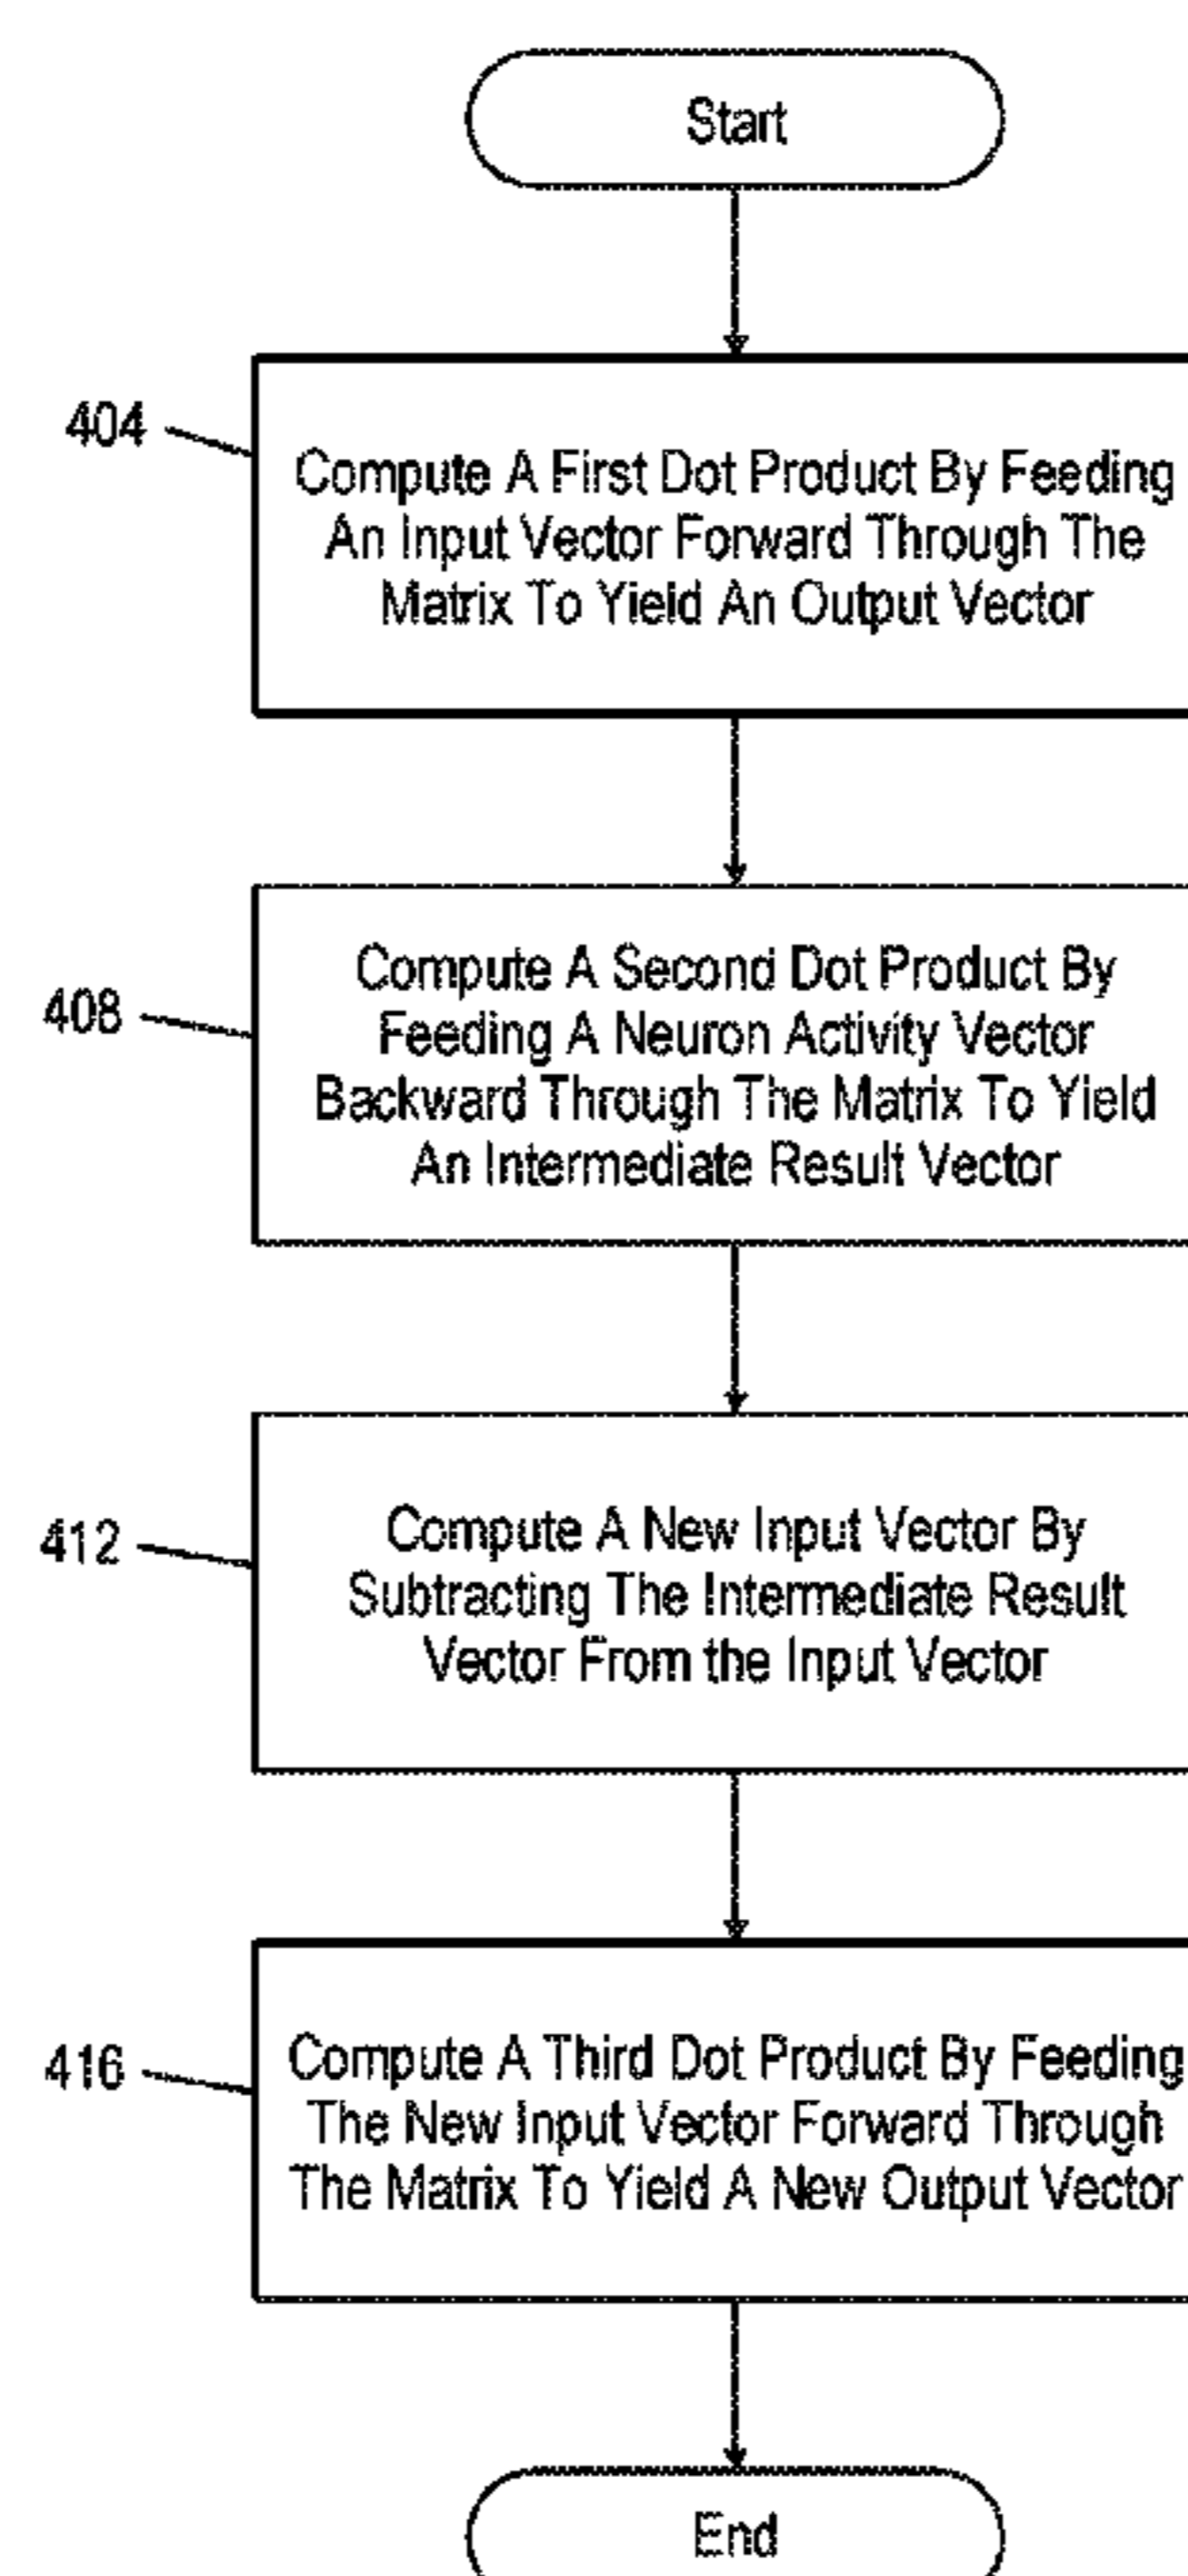 Start
404
Compute A First Dot Product By Feeding
An Input Vector Forward Through The
Matrix To Yield An Output Vector
408
Compute A Second Dot Product By
Feeding A Neuron Activity Vector
Backward Through The Matrix To Yield
An Intermediate Result Vector
412
Compute A New Input Vector By
Subtracting The Intermediate Result
Vector From the Input Vector
416
Compute A Third Dot Product By Feeding
The New Input Vector Forward Through
The Matrix To Yield A New Output Vector
End